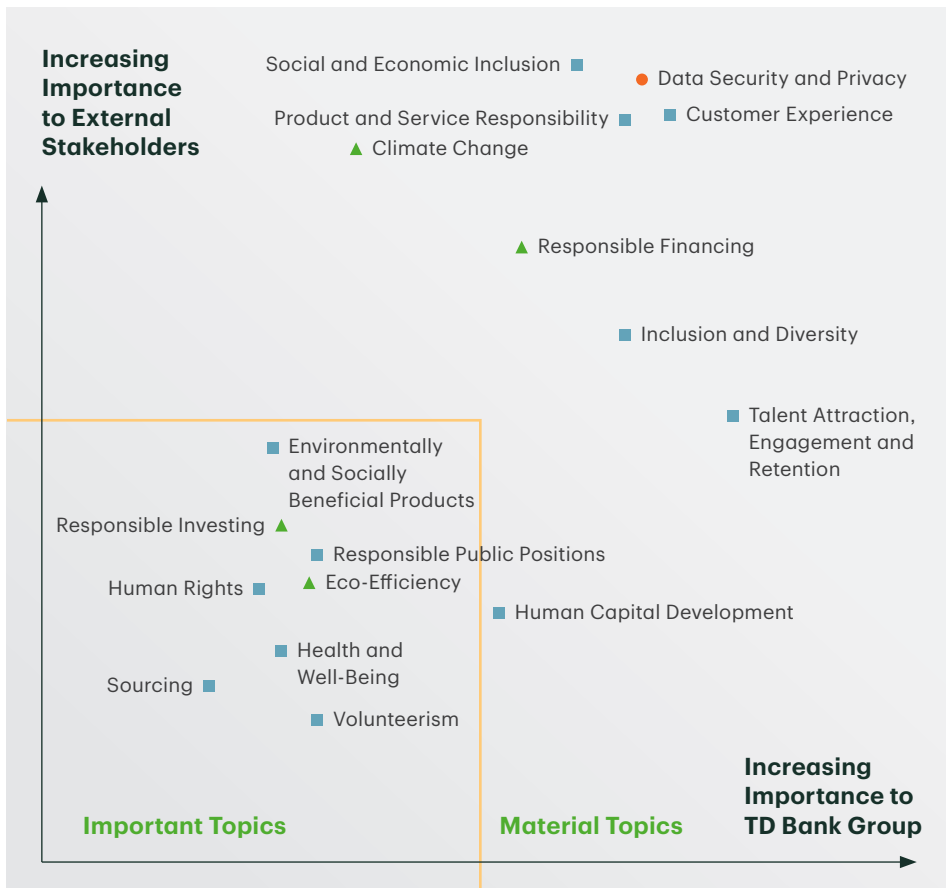 Increasing
Importance
to External
Stakeholders
Social and Economic Inclusion
Data Security and Privacy
Product and Service Responsibility
Customer Experience
Climate Change
Responsible Financing
Inclusion and Diversity
Talent Attraction,
Engagement and
Retention
Environmentally
and Socially
Beneficial Products
Responsible Investing
Responsible Public Positions
Eco-Efficiency
Human Rights
Human Capital Development
Health and
Well-Being
Sourcing
Volunteerism
Increasing
Importance to
TD Bank Group
Important Topics
Material Topics